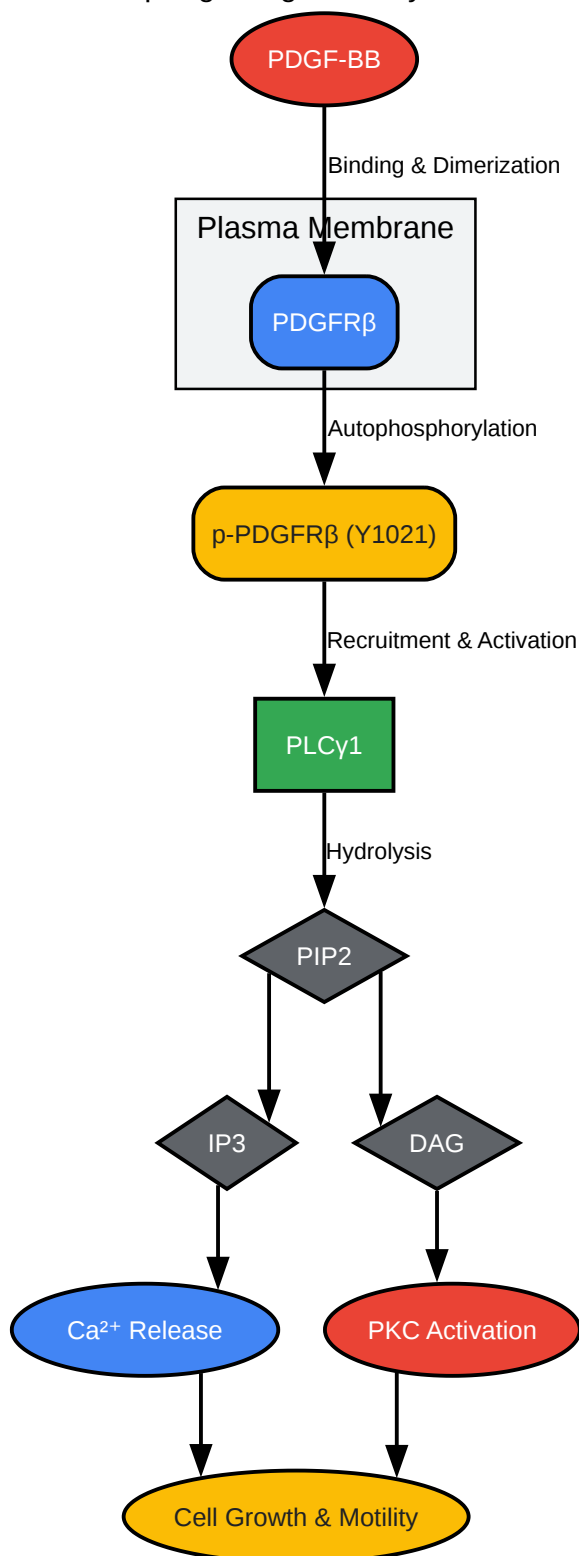 PDGF-BB
Binding & Dimerization
Plasma Membrane
PDGFRβ
Autophosphorylation
p-PDGFRβ (Y1021)
Recruitment & Activation
PLCγ1
Hydrolysis
PIP2
IP3
DAG
Ca²⁺ Release
PKC Activation
Cell Growth & Motility